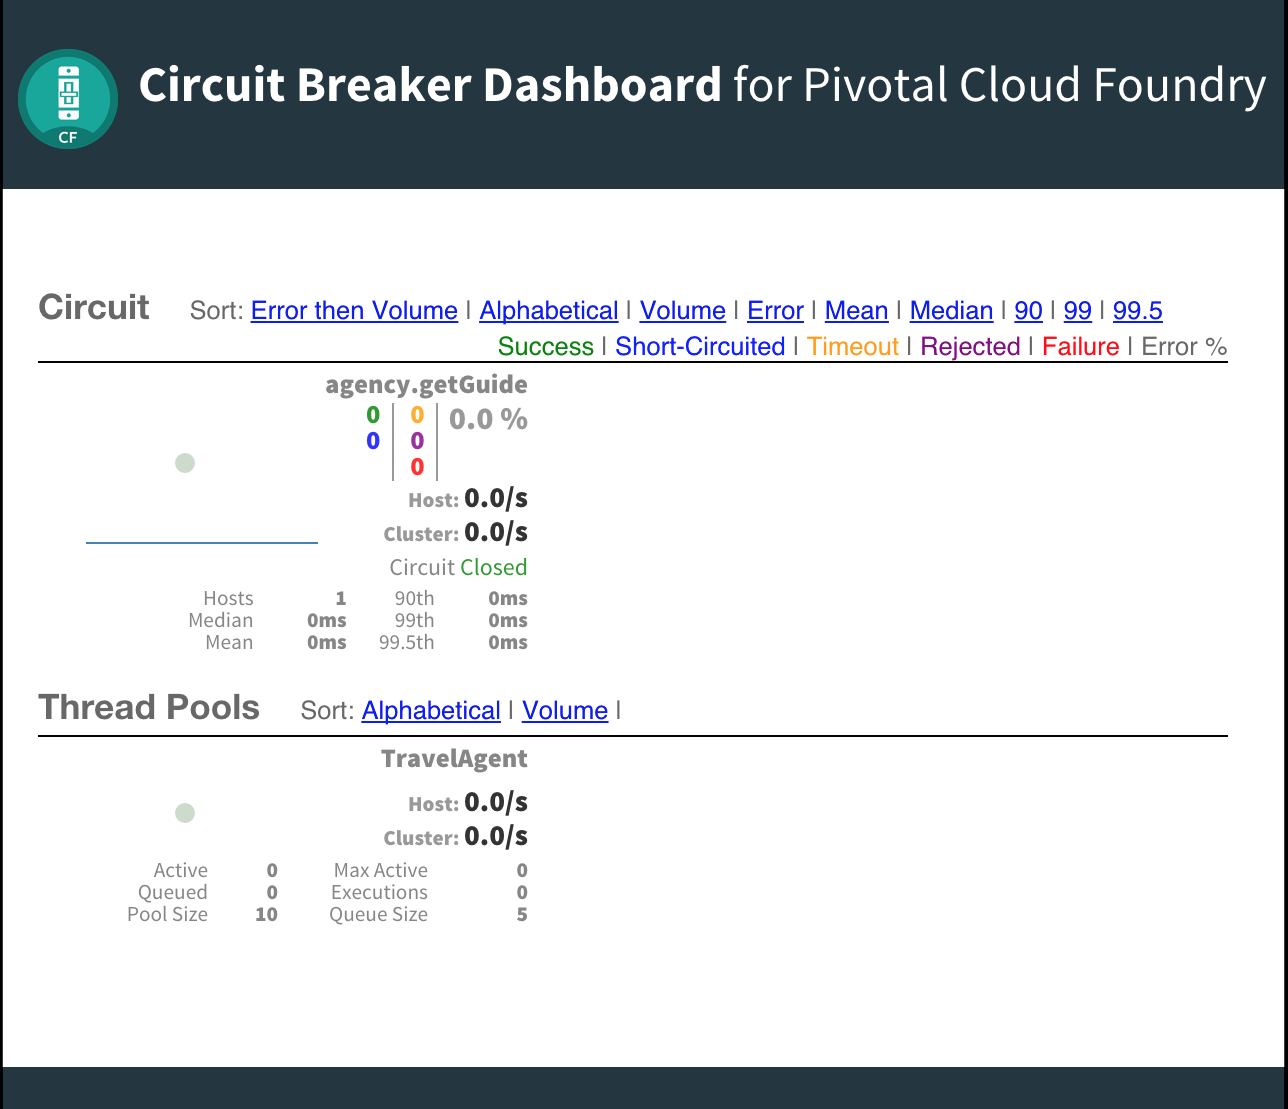 CF
Circuit Breaker Dashboard for Pivotal Cloud Foundry
Circuit Sort: Error then Volume | Alphabetical | Volume | Error | Mean | Median | 90 | 99 | 99.5
Success | Short-Circuited | Timeout | Rejected | Failure | Error %
agency.getGuide
0 0 0.0 %
0 0
0
Host: 0.0/s
Cluster: 0.0/s
Circuit Closed
Hosts 1 90th 0ms
Median 0ms 99th 0ms
Mean 0ms 99.5th 0ms
Thread Pools Sort: Alphabetical | Volume |
TravelAgent
Host: 0.0/s
Cluster: 0.0/s
Active 0 Max Active 0
Queued 0 Executions 0
Pool Size 10 Queue Size 5